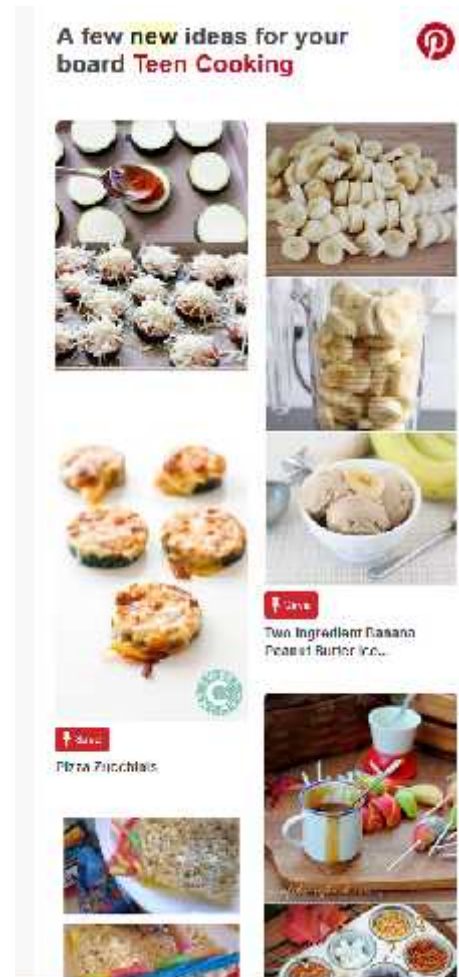 A few new ideas for your
board Teen Cooking
Save
Two Ingredient Banana
Peanut Butter Ice...
Save
Pizza Zucchinis